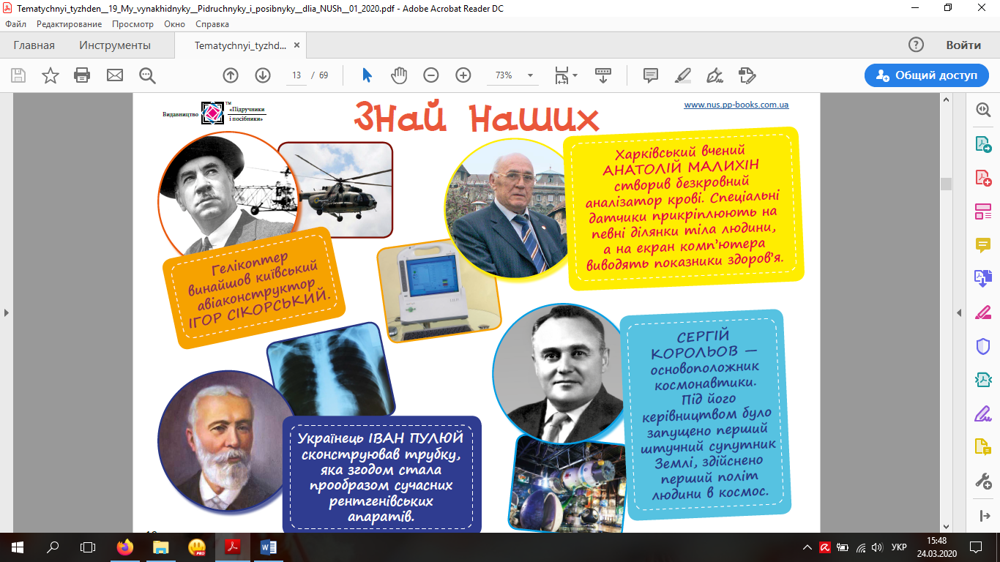 Tematychnyi_tyzhden__19_My_vynakhidnyky__Pidruchnyky_i_posibnyky__dlia_NUSh__01_2020.pdf - Adobe Acrobat Reader DC
Файл Редактирование Просмотр Окно Справка
Главная Инструменты Tematychnyi_tyzhd... × Войти
13 / 69 73% Общий доступ
Видавництво «Підручники і посібники» ™
www.nus.pp-books.com.ua
Знай наших
Гелікоптер
винайшов київський
авіаконструктор
ІГОР СІКОРСЬКИЙ.
Харківський вчений
АНАТОЛІЙ МАЛИХІН
створив безкровний
аналізатор крові. Спеціальні
датчики прикріплюють на
певні ділянки тіла людини,
а на екран комп’ютера
виводять показники здоров’я.
Українець ІВАН ПУЛЮЙ
сконструював трубку,
яка згодом стала
прообразом сучасних
рентгенівських
апаратів.
СЕРГІЙ
КОРОЛЬОВ —
основоположник
космонавтики.
Під його
керівництвом було
запущено перший
штучний супутник
Землі, здійснено
перший політ
людини в космос.
PRO
УКР
15:48
24.03.2020